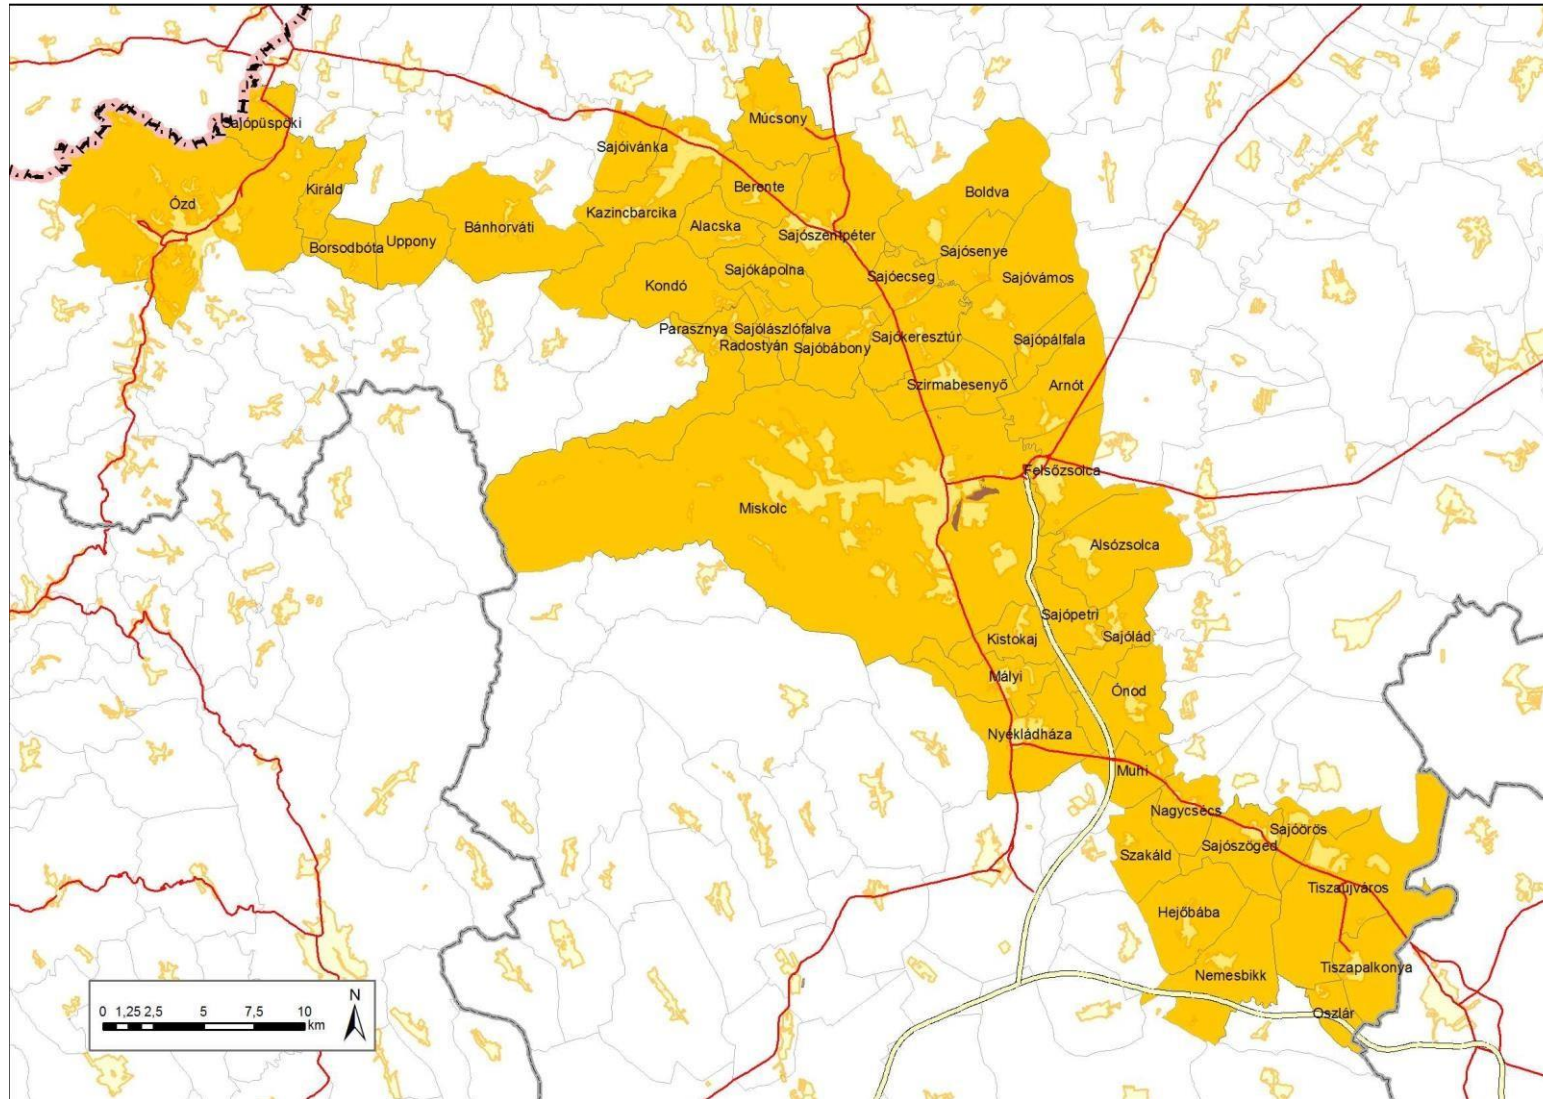 Múcsony
Sajópüspöki
Sajóivánka
Királd
Berente
Boldva
Ózd
Kazincbarcika
Alacska
Bánhorváti
Sajószentpéter
Borsodbóta
Uppony
Sajósenye
Sajókápolna
Sajóecseg
Sajóvámos
Kondó
Parasznya
Sajólászlófalva
Sajókeresztúr
Radostyán
Sajóbábony
Sajópálfala
Szirmabesenyő
Arnót
Felsőzsolca
Miskolc
Alsózsolca
Sajópetri
Kistokaj
Sajólád
Mályi
Ónod
Nyékládháza
Muhi
Nagycsécs
Sajóörös
Szakáld
Sajószöged
Tiszaújváros
Hejőbába
Nemesbikk
Tiszapalkonya
Oszlár
N
0 1,25 2,5 5 7,5 10
km